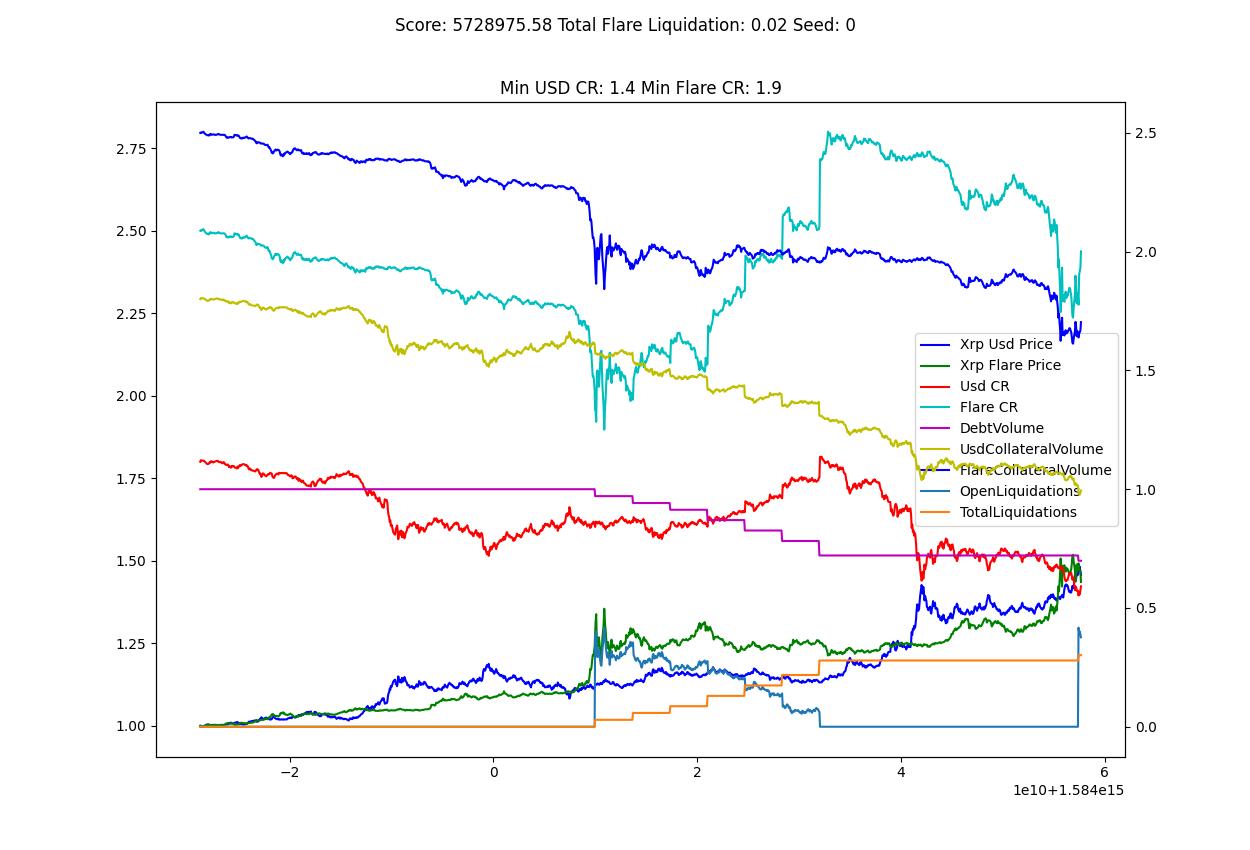 Score: 5728975.58 Total Flare Liquidation: 0.02 Seed: 0
Min USD CR: 1.4 Min Flare CR: 1.9
2.75
2.50
2.25
2.00
1.75
1.50
1.25
1.00
2.5
2.0
1.5
1.0
0.5
0.0
Xrp Usd Price
Xrp Flare Price
Usd CR
Flare CR
DebtVolume
UsdCollateralVolume
FlareCollateralVolume
OpenLiquidations
TotalLiquidations
−2 0 2 4 6
1e10+1.584e15